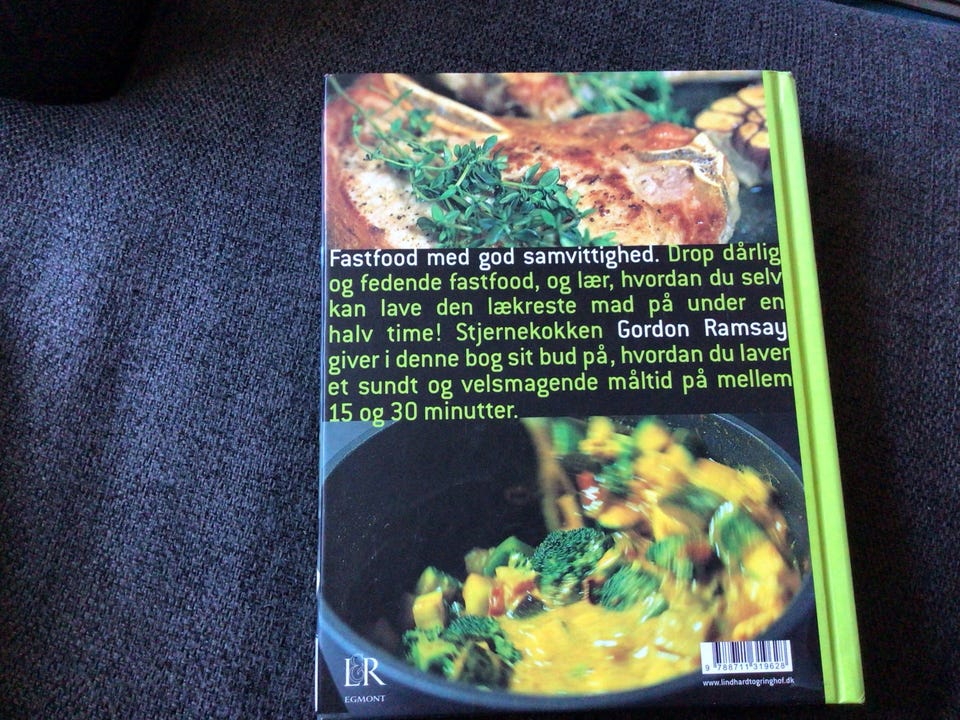 Fastfood med god samvittighed. Drop dårlig
og fedende fastfood, og lær, hvordan du selv
kan lave den lækreste mad på under en
halv time! Stjernekokken Gordon Ramsay
giver i denne bog sit bud på, hvordan du laver
et sundt og velsmagende måltid på mellem
15 og 30 minutter.
9 788711 319628
www.lindhardtogringhof.dk
L&R
EGMONT